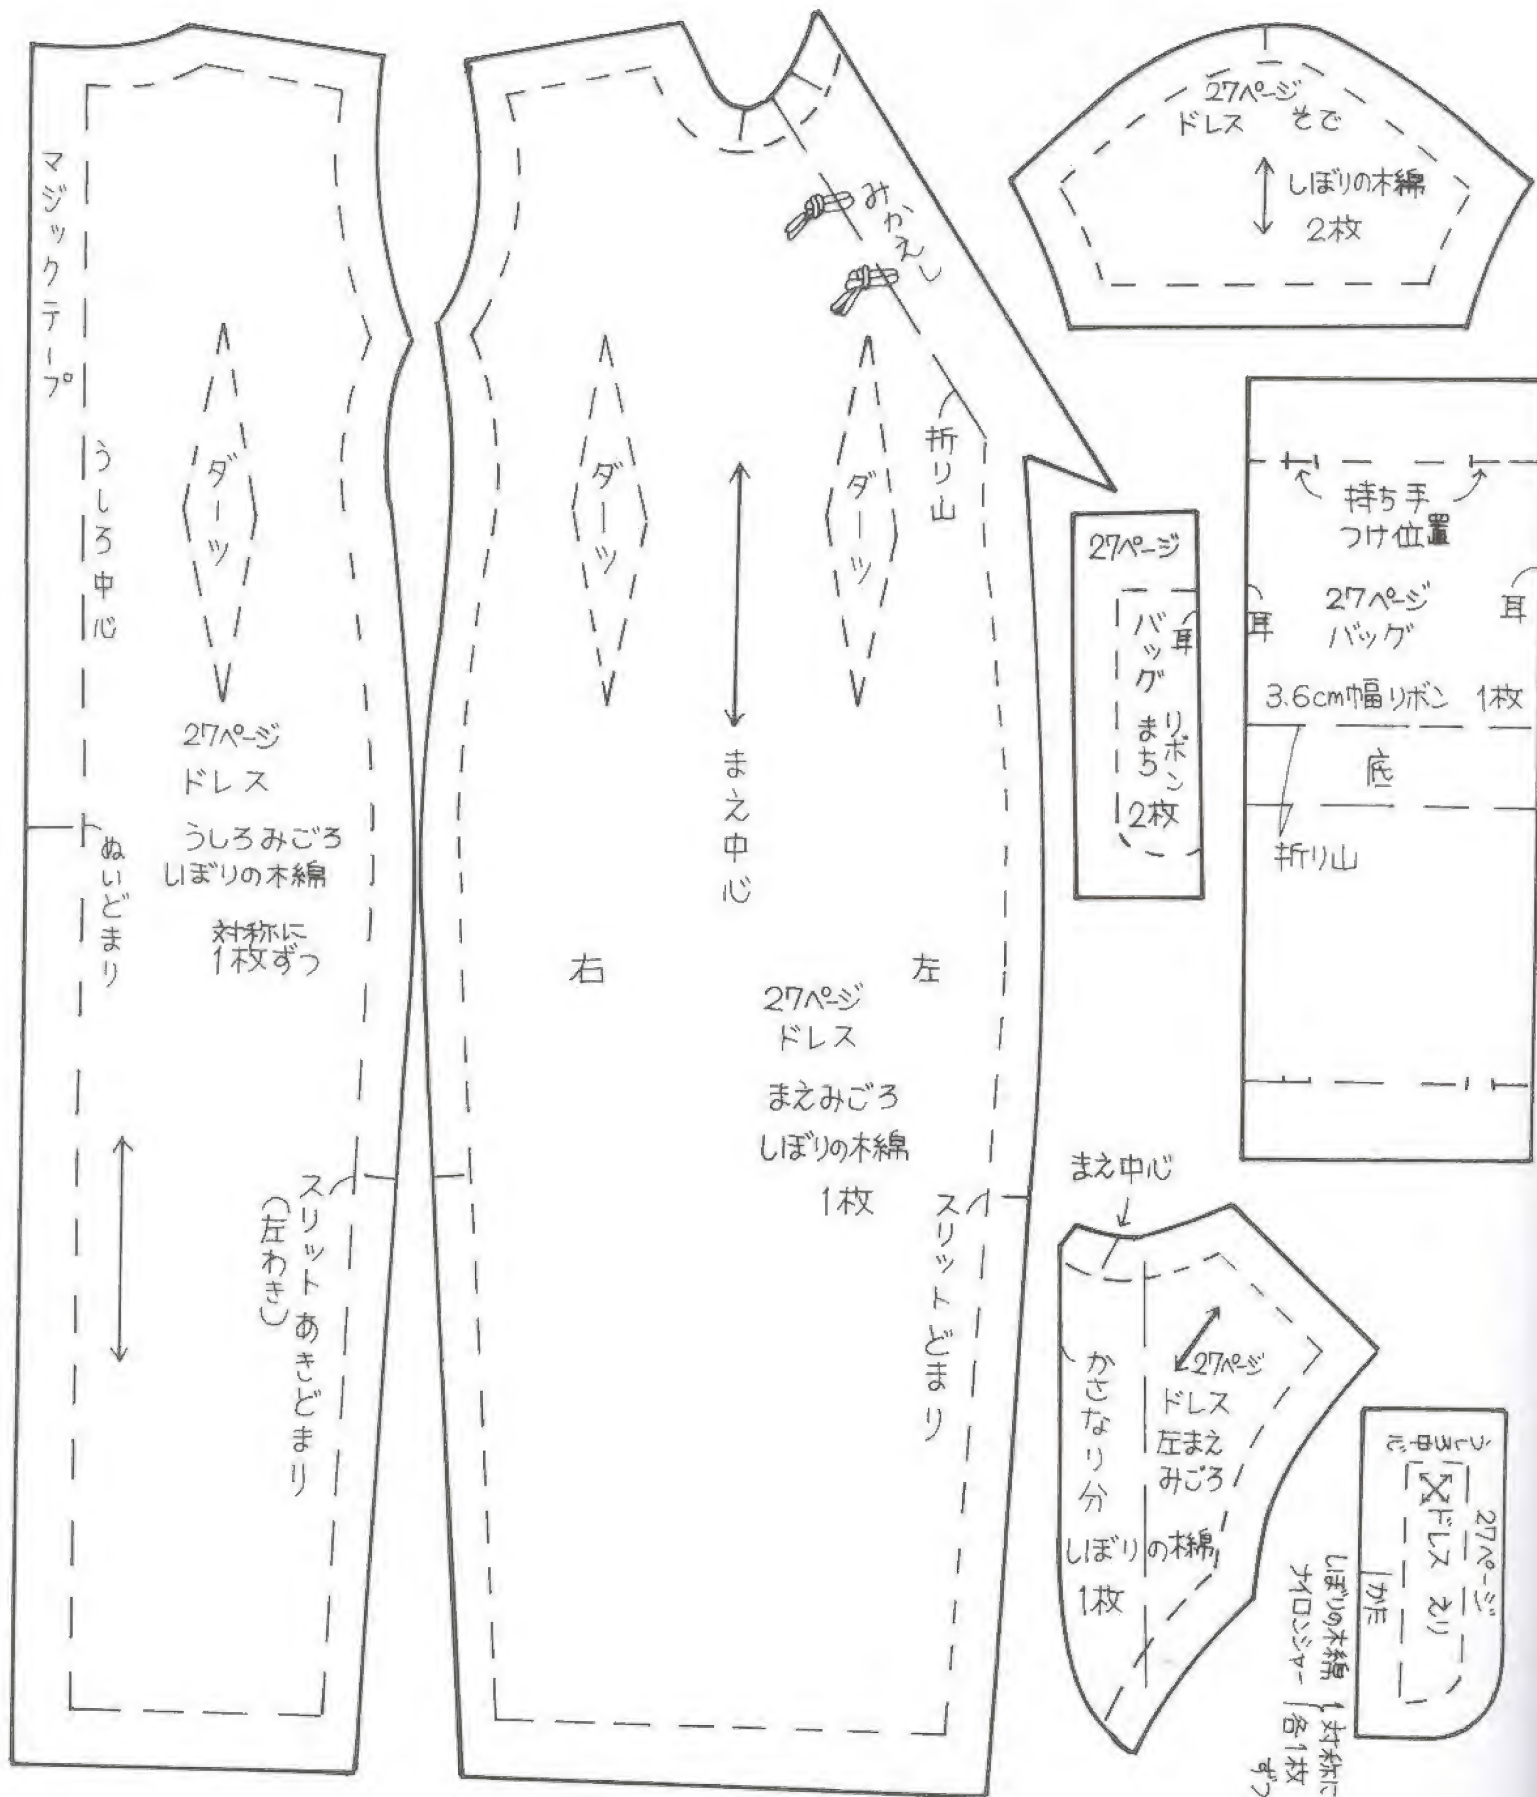 マジックテープ
うしろ中心
ダーツ
27ページ
ドレス
うしろみごろ
しぼりの木綿
対称に
1枚ずつ
ぬいどまり
スリットあきどまり
(左わき)
みかえし
折り山
ダーツ
ダーツ
まえ中心
右
左
27ページ
ドレス
まえみごろ
しぼりの木綿
1枚
スリットどまり
27ページ
ドレス そで
しぼりの木綿
2枚
27ページ
バッグ まち
リボン
2枚
耳
持ち手
つけ位置
耳
27ページ
バッグ
耳
3.6cm幅リボン 1枚
底
折り山
まえ中心
かさなり分
27ページ
ドレス
左まえ
みごろ
しぼりの木綿
1枚
うしろ中心
27ページ
ドレス えり
かた
しぼりの木綿
ナイロンシャー
対称に
各1枚
ずつ